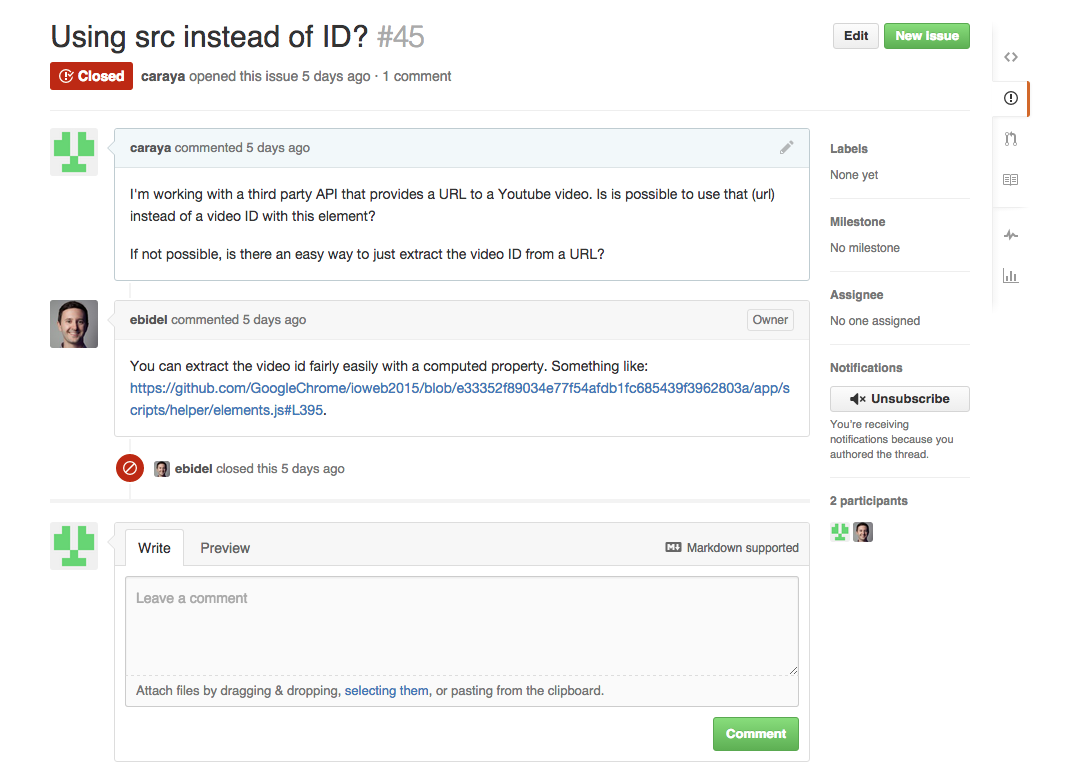 Using src instead of ID? #45
Edit
New Issue
Closed
caraya opened this issue 5 days ago · 1 comment
caraya commented 5 days ago
I'm working with a third party API that provides a URL to a Youtube video. Is is possible to use that (url)
instead of a video ID with this element?
If not possible, is there an easy way to just extract the video ID from a URL?
ebidel commented 5 days ago
Owner
You can extract the video id fairly easily with a computed property. Something like:
https://github.com/GoogleChrome/ioweb2015/blob/e33352f89034e77f54afdb1fc685439f3962803a/app/s
cripts/helper/elements.js#L395.
ebidel closed this 5 days ago
Write
Preview
Markdown supported
Leave a comment
Attach files by dragging & dropping, selecting them, or pasting from the clipboard.
Comment
Labels
None yet
Milestone
No milestone
Assignee
No one assigned
Notifications
Unsubscribe
You're receiving
notifications because you
authored the thread.
2 participants